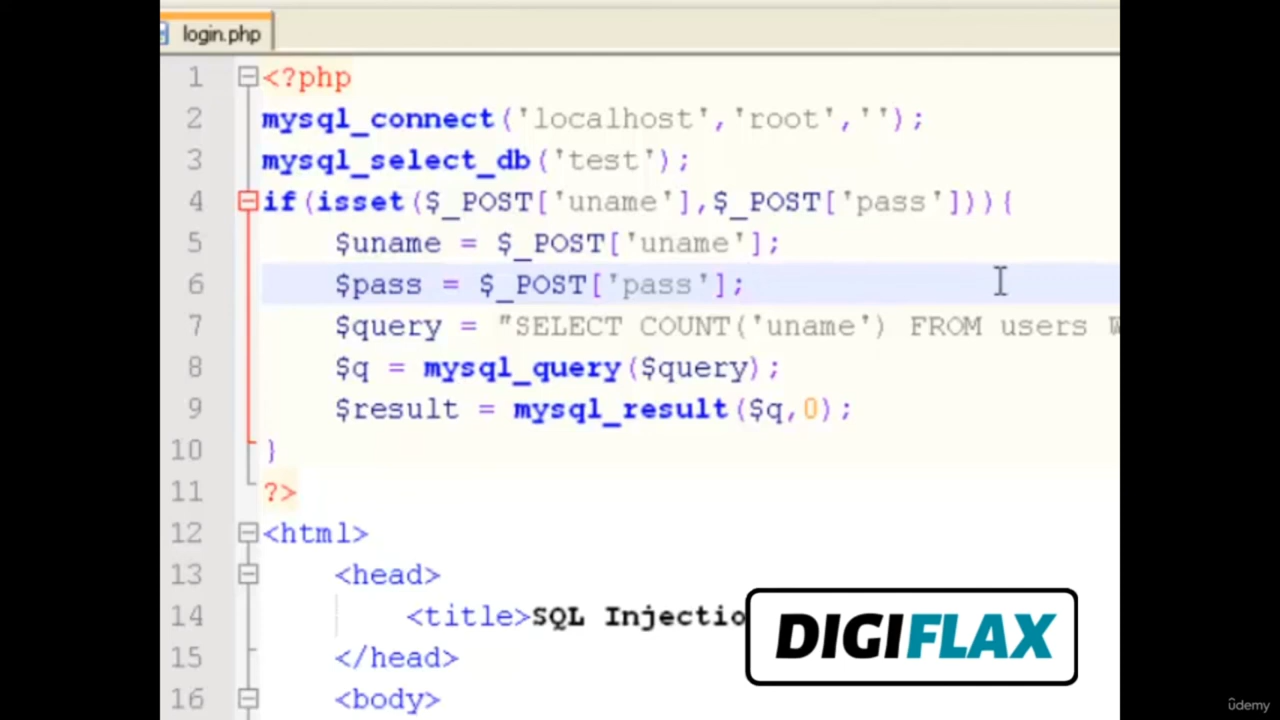 login.php
1 <?php
2 mysql_connect('localhost','root','');
3 mysql_select_db('test');
4 if(isset($_POST['uname'],$_POST['pass'])){
5 $uname = $_POST['uname'];
6 $pass = $_POST['pass'];
7 $query = "SELECT COUNT('uname') FROM users W
8 $q = mysql_query($query);
9 $result = mysql_result($q,0);
10 }
11 ?>
12 <html>
13 <head>
14 <title>SQL Injectio
15 </head>
16 <body>
DIGIFLAX
ûdemy